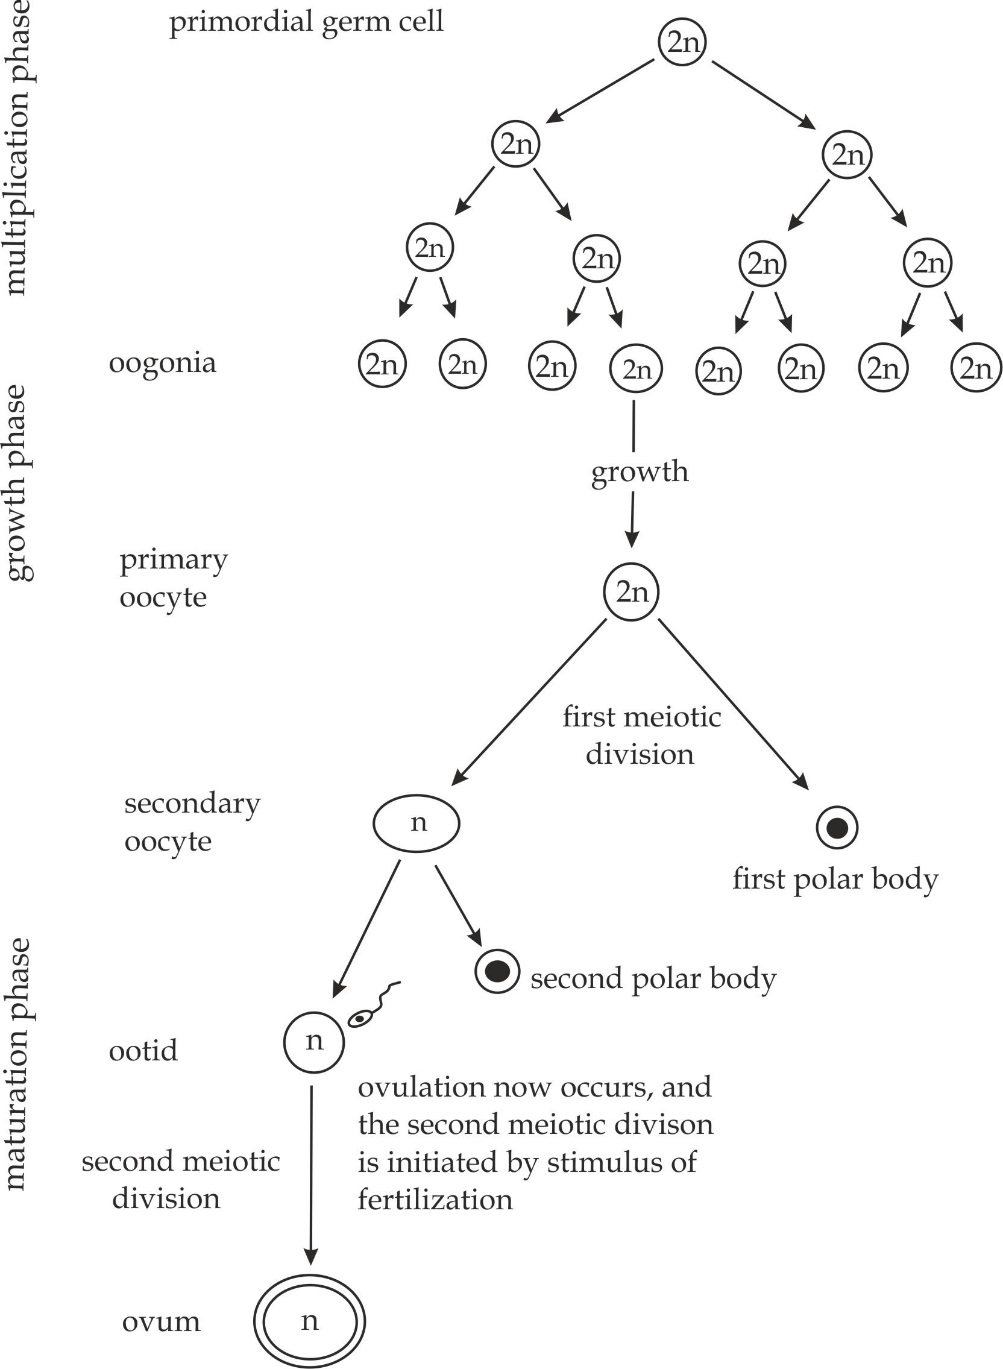 multiplication phase
primordial germ cell
2n
2n
2n
2n
2n
2n
2n
oogonia
2n
2n
2n
2n
2n
2n
2n
2n
growth phase
growth
primary
oocyte
2n
first meiotic
division
secondary
oocyte
n
first polar body
maturation phase
second polar body
ootid
n
ovulation now occurs, and
the second meiotic divison
is initiated by stimulus of
fertilization
second meiotic
division
ovum
n